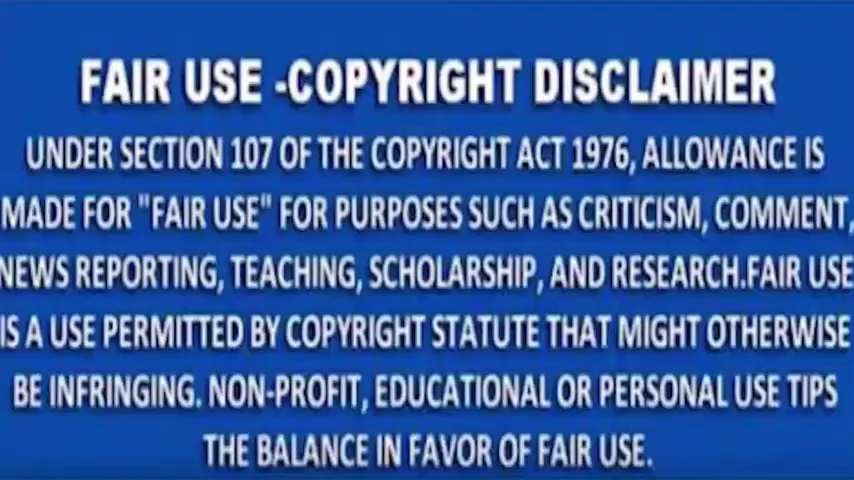 FAIR USE -COPYRIGHT DISCLAIMER
UNDER SECTION 107 OF THE COPYRIGHT ACT 1976, ALLOWANCE IS
MADE FOR "FAIR USE" FOR PURPOSES SUCH AS CRITICISM, COMMENT,
NEWS REPORTING, TEACHING, SCHOLARSHIP, AND RESEARCH.FAIR USE
IS A USE PERMITTED BY COPYRIGHT STATUTE THAT MIGHT OTHERWISE
BE INFRINGING. NON-PROFIT, EDUCATIONAL OR PERSONAL USE TIPS
THE BALANCE IN FAVOR OF FAIR USE.